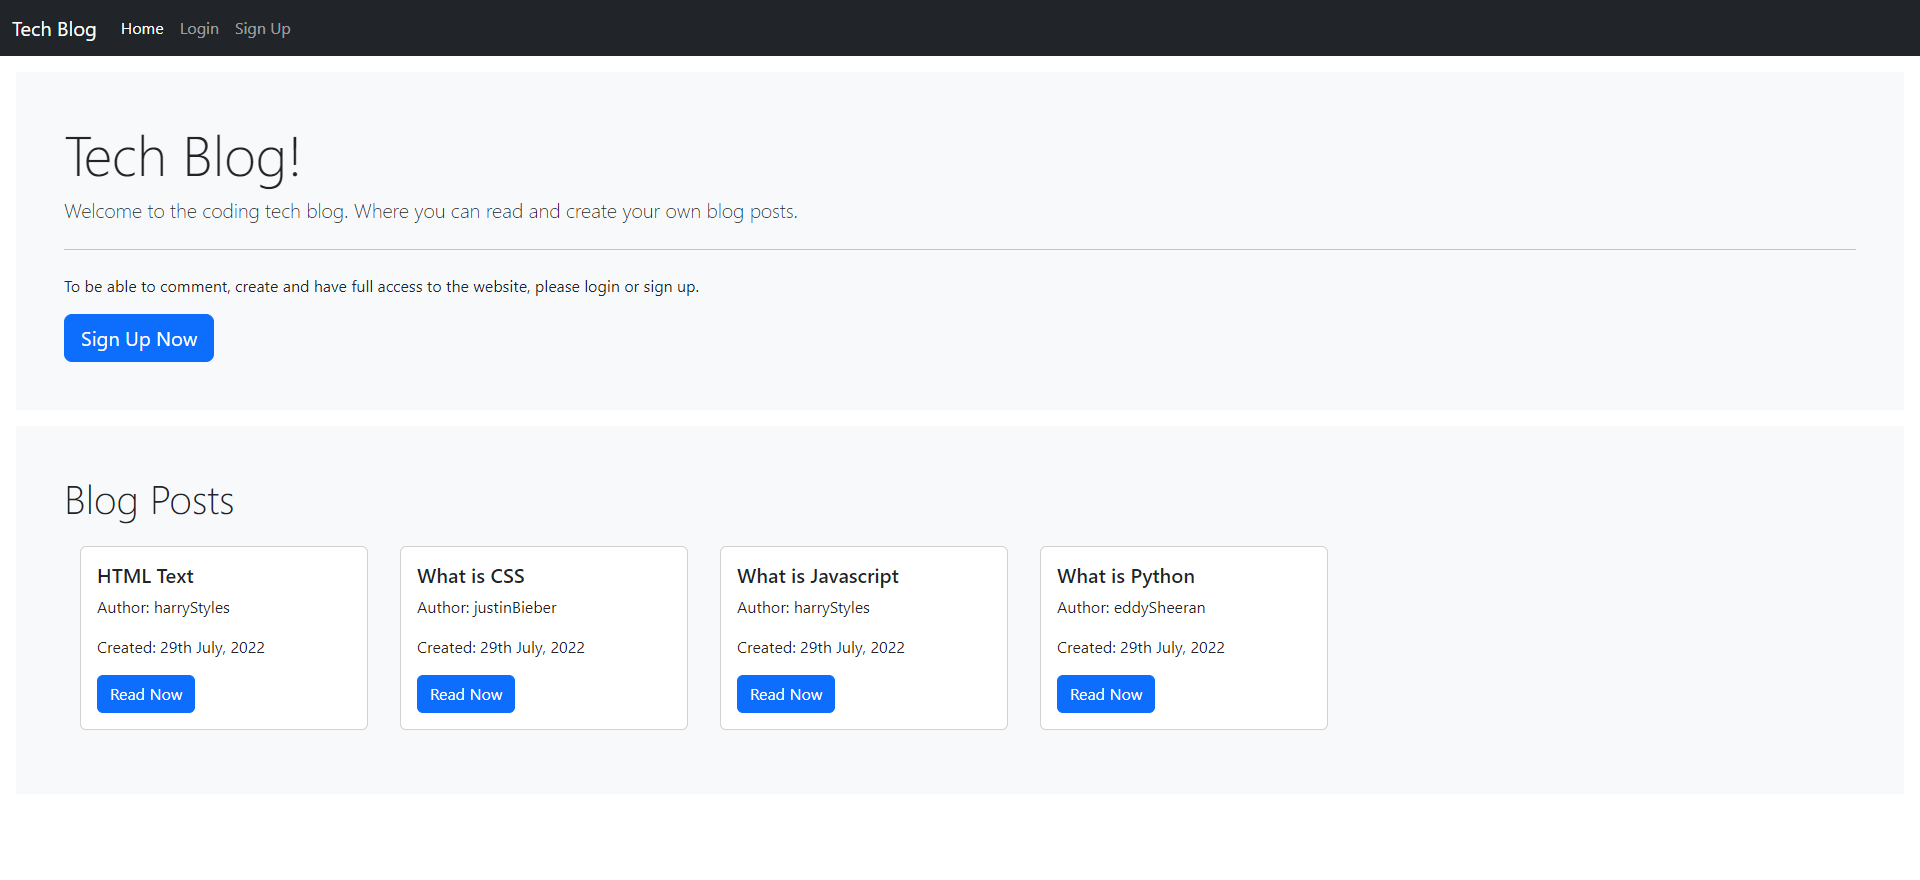 Tech Blog Home Login Sign Up
Tech Blog!
Welcome to the coding tech blog. Where you can read and create your own blog posts.
To be able to comment, create and have full access to the website, please login or sign up.
Sign Up Now
Blog Posts
HTML Text
Author: harryStyles
Created: 29th July, 2022
Read Now
What is CSS
Author: justinBieber
Created: 29th July, 2022
Read Now
What is Javascript
Author: harryStyles
Created: 29th July, 2022
Read Now
What is Python
Author: eddySheeran
Created: 29th July, 2022
Read Now